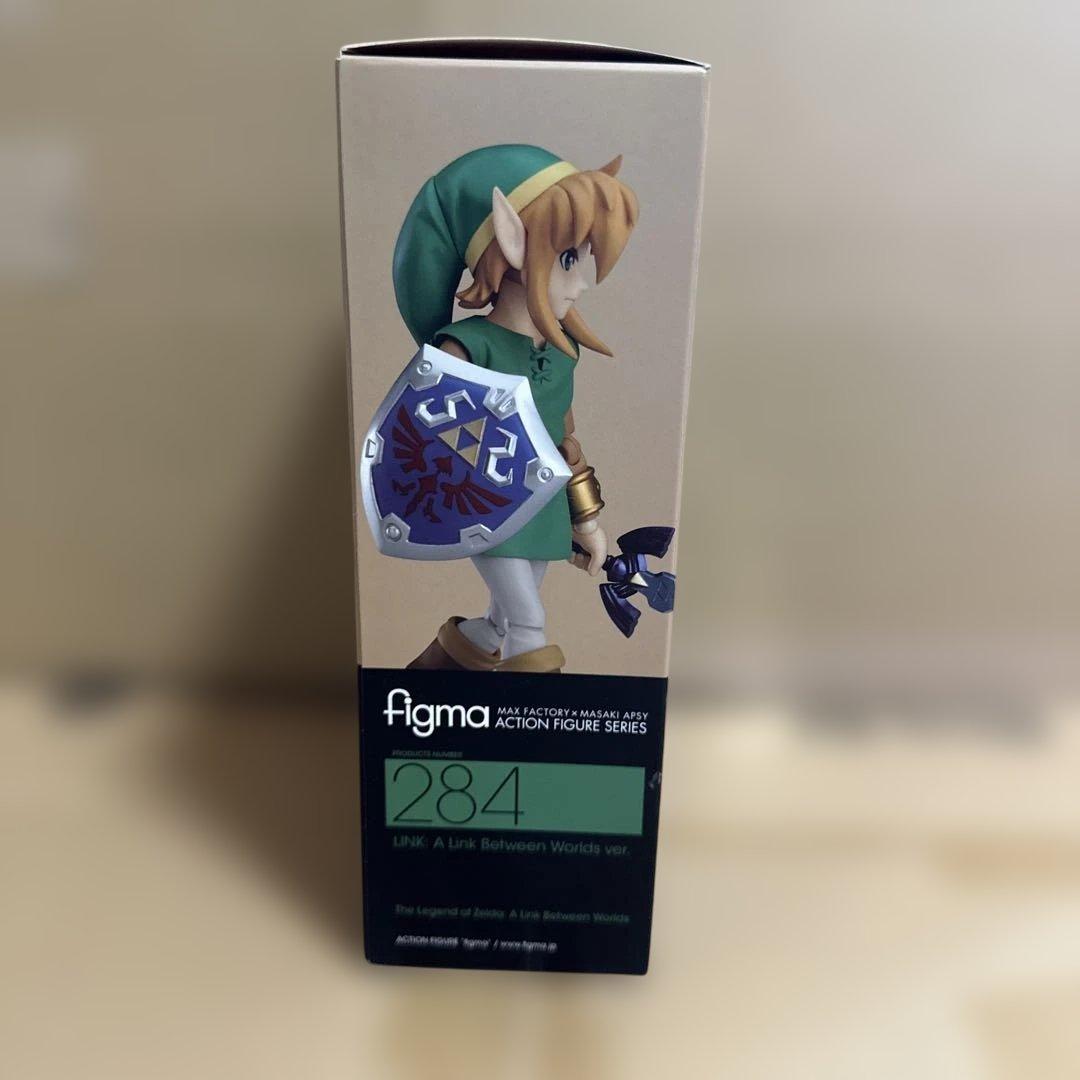 figma
MAX FACTORY × MASAKI APSY
ACTION FIGURE SERIES
PRODUCTS NUMBER
284
LINK: A Link Between Worlds ver.
The Legend of Zelda: A Link Between Worlds
ACTION FIGURE "figma" / www.figma.jp